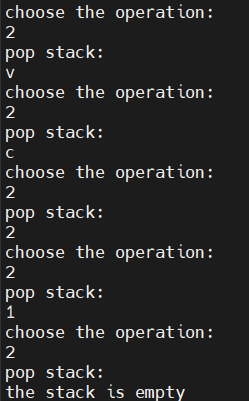 choose the operation:
2
pop stack:
v
choose the operation:
2
pop stack:
c
choose the operation:
2
pop stack:
2
choose the operation:
2
pop stack:
1
choose the operation:
2
pop stack:
the stack is empty